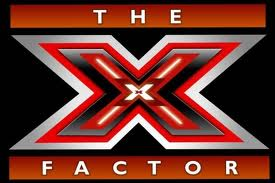 THE
X
FACTOR